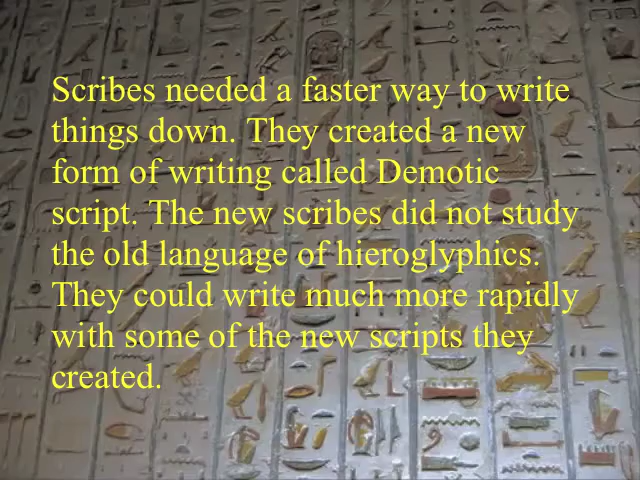 Scribes needed a faster way to write
things down. They created a new
form of writing called Demotic
script. The new scribes did not study
the old language of hieroglyphics.
They could write much more rapidly
with some of the new scripts they
created.